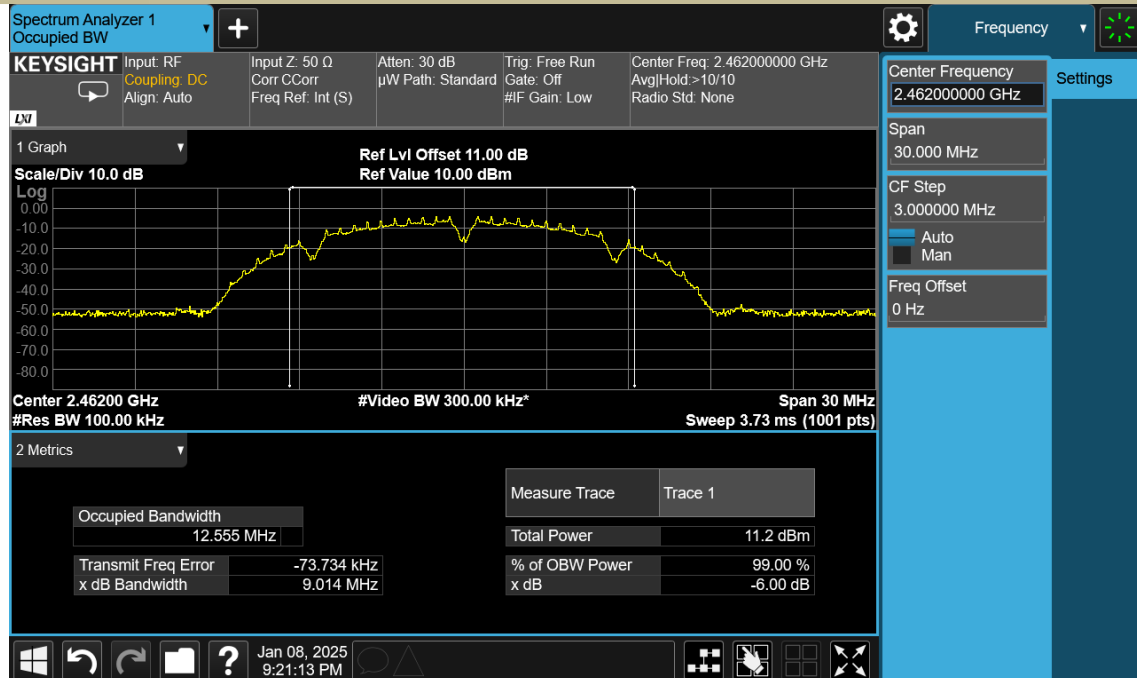 Spectrum Analyzer 1
Occupied BW
Frequency
KEYSIGHT
LXI
Input: RF
Coupling: DC
Align: Auto
Input Z: 50 Ω
Corr CCorr
Freq Ref: Int (S)
Atten: 30 dB
µW Path: Standard
Trig: Free Run
Gate: Off
#IF Gain: Low
Center Freq: 2.462000000 GHz
Avg|Hold:>10/10
Radio Std: None
Center Frequency
2.462000000 GHz
Settings
Span
30.000 MHz
CF Step
3.000000 MHz
Auto
Man
Freq Offset
0 Hz
1 Graph
Ref Lvl Offset 11.00 dB
Scale/Div 10.0 dB
Ref Value 10.00 dBm
Log
0.00
-10.0
-20.0
-30.0
-40.0
-50.0
-60.0
-70.0
-80.0
Center 2.46200 GHz
#Video BW 300.00 kHz*
Span 30 MHz
#Res BW 100.00 kHz
Sweep 3.73 ms (1001 pts)
2 Metrics
Measure Trace
Trace 1
Occupied Bandwidth
12.555 MHz
Total Power
11.2 dBm
Transmit Freq Error
-73.734 kHz
% of OBW Power
99.00 %
x dB Bandwidth
9.014 MHz
x dB
-6.00 dB
?
Jan 08, 2025
9:21:13 PM